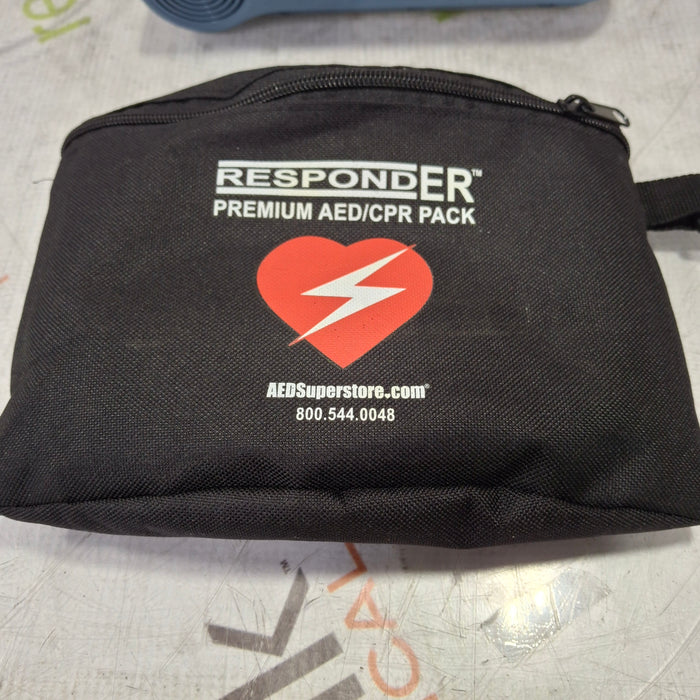 RESPONDER™
PREMIUM AED/CPR PACK
AEDSuperstore.com®
800.544.0048